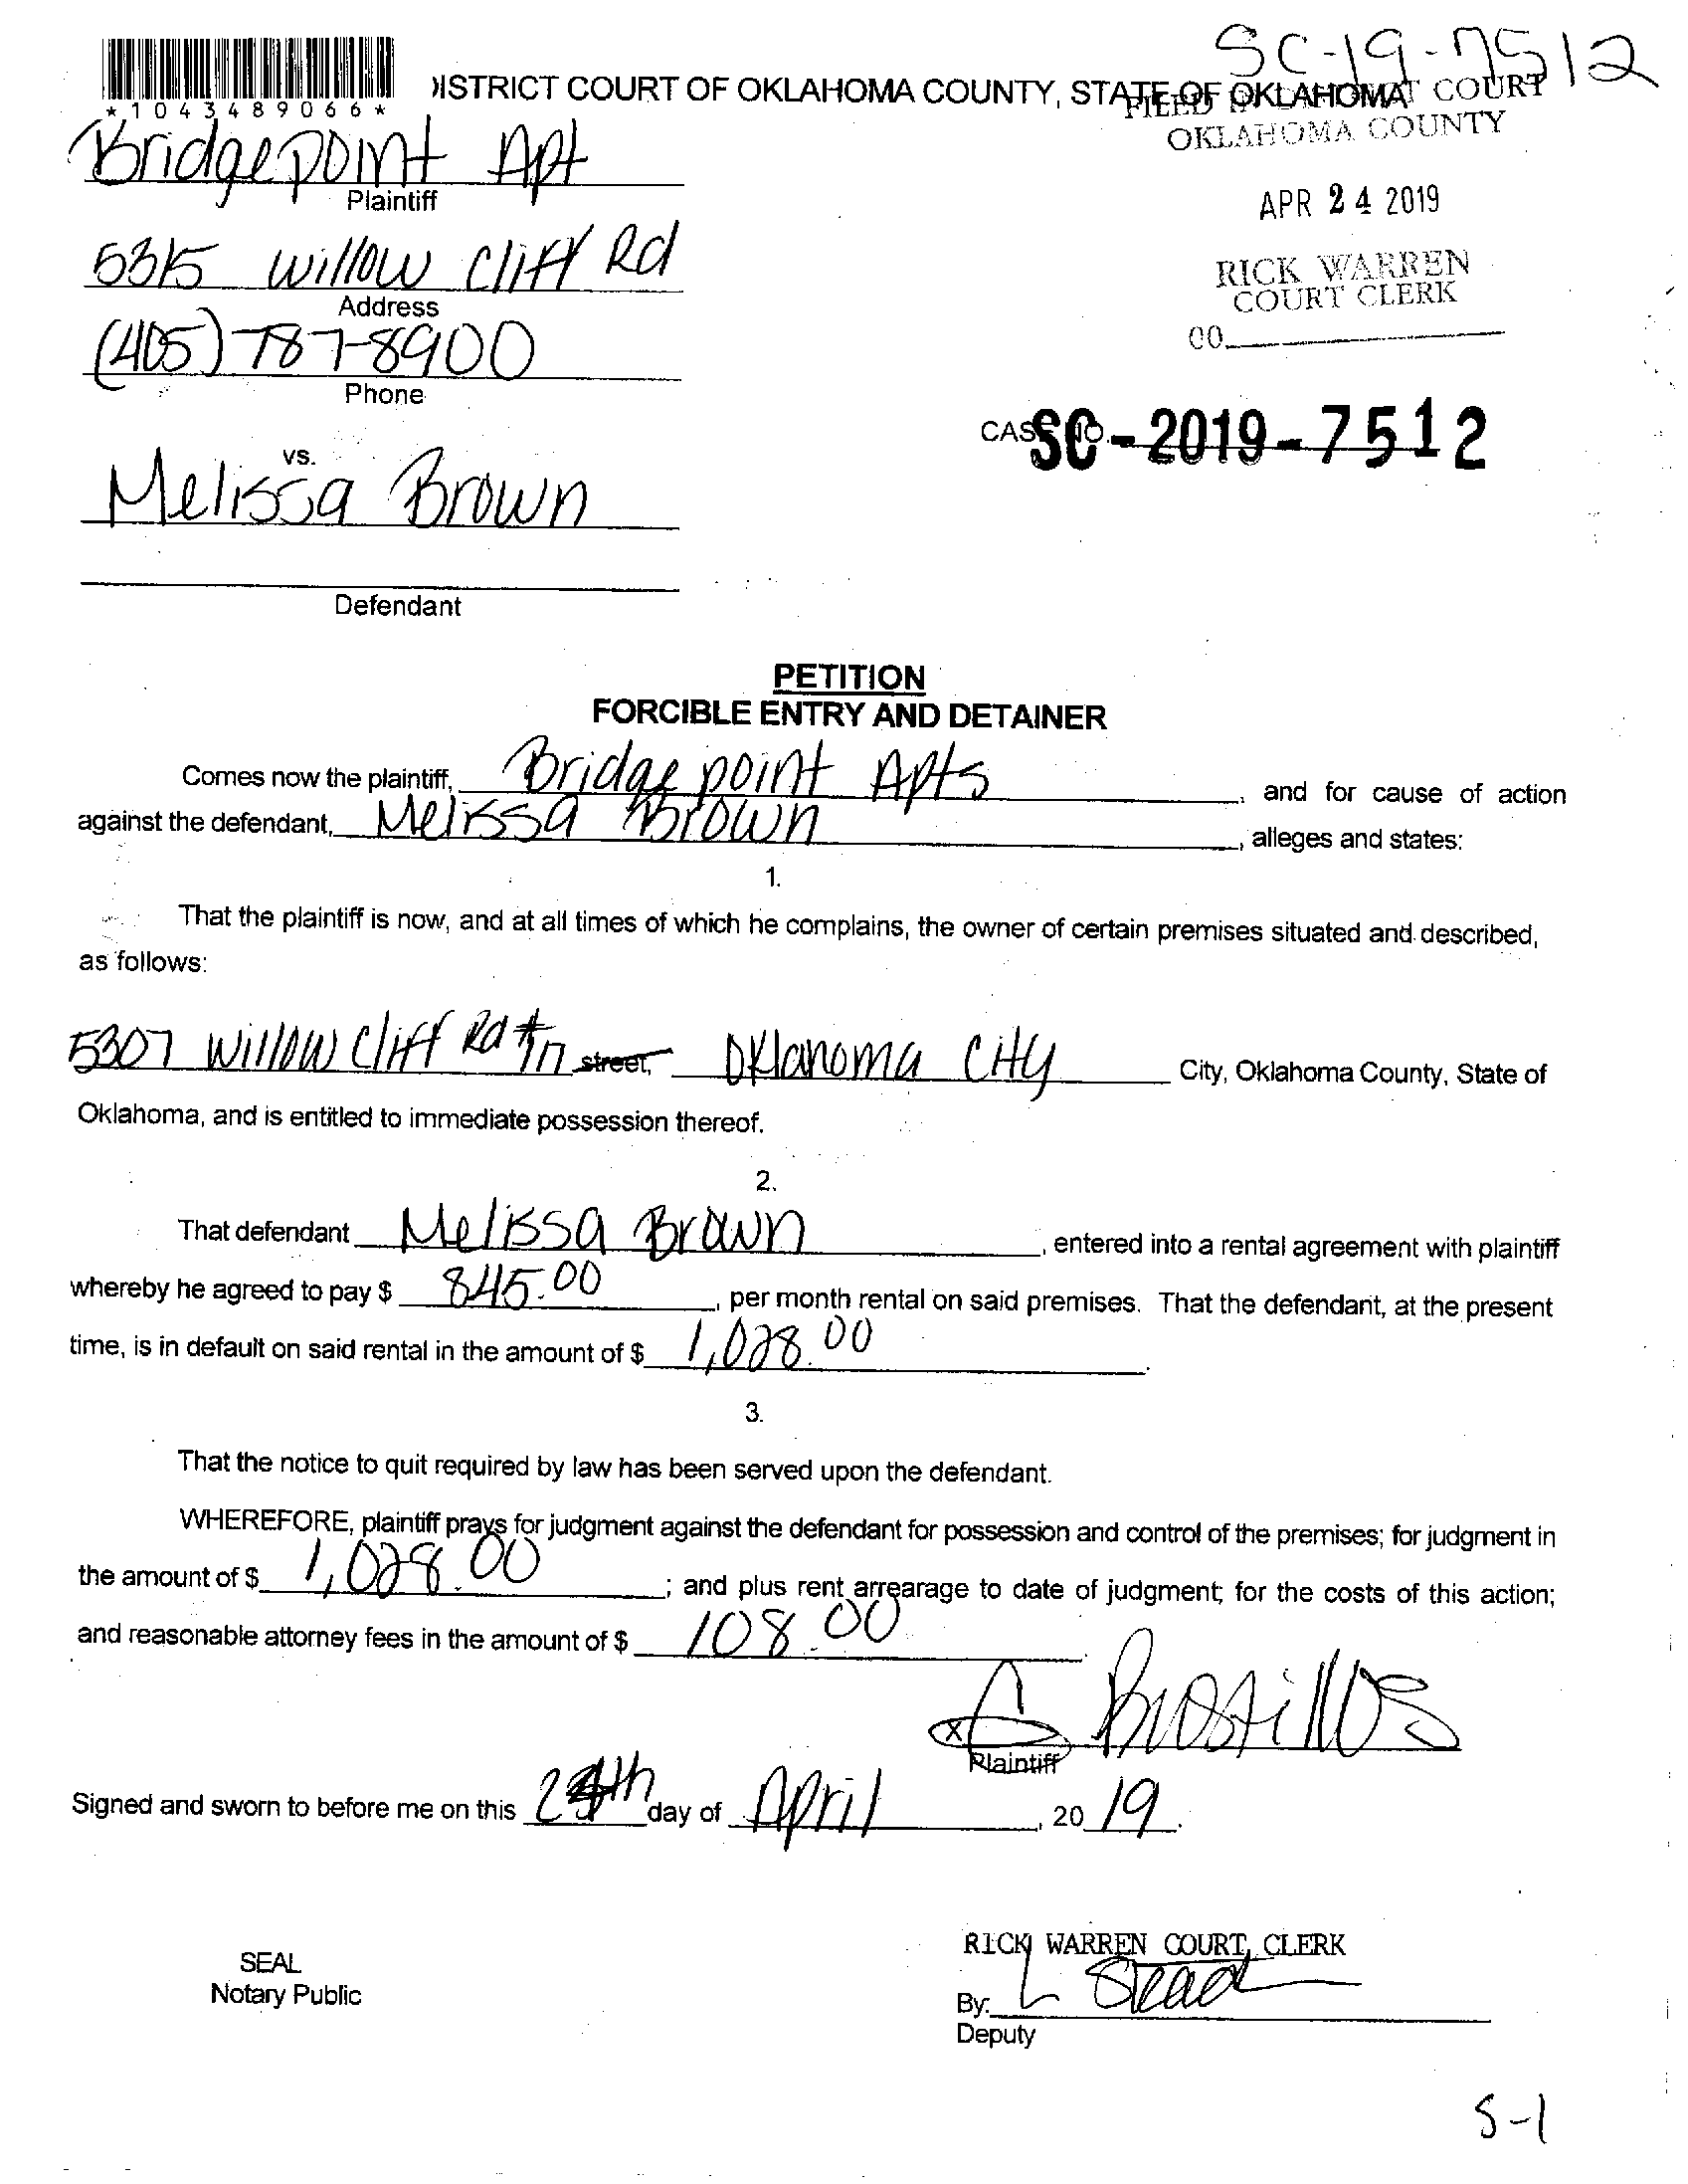 SC-19-7512
DISTRICT COURT OF OKLAHOMA COUNTY, STATE OF OKLAHOMA
*1043489066*
FILED IN DISTRICT COURT
OKLAHOMA COUNTY
Bridgepoint Apt
Plaintiff
APR 24 2019
5315 Willow Cliff Rd
Address
RICK WARREN
COURT CLERK
(405) 787-8900
Phone
00
CASE NO. SC-2019-7512
vs.
Melissa Brown
Defendant
PETITION
FORCIBLE ENTRY AND DETAINER
Comes now the plaintiff, Bridgepoint Apts, and for cause of action
against the defendant, Melissa Brown, alleges and states:
1.
That the plaintiff is now, and at all times of which he complains, the owner of certain premises situated and described,
as follows:
5307 Willow Cliff Rd # street, Oklahoma City City, Oklahoma County, State of
Oklahoma, and is entitled to immediate possession thereof.
2.
That defendant Melissa Brown, entered into a rental agreement with plaintiff
whereby he agreed to pay $ 845.00, per month rental on said premises. That the defendant, at the present
time, is in default on said rental in the amount of $ 1,028.00.
3.
That the notice to quit required by law has been served upon the defendant.
WHEREFORE, plaintiff prays for judgment against the defendant for possession and control of the premises; for judgment in
the amount of $ 1,028.00; and plus rent arrearage to date of judgment; for the costs of this action;
and reasonable attorney fees in the amount of $ 108.00.
X Bustillos
Plaintiff
Signed and sworn to before me on this 24th day of April, 2019.
RICK WARREN COURT CLERK
SEAL
Notary Public
By:
Deputy
S-1